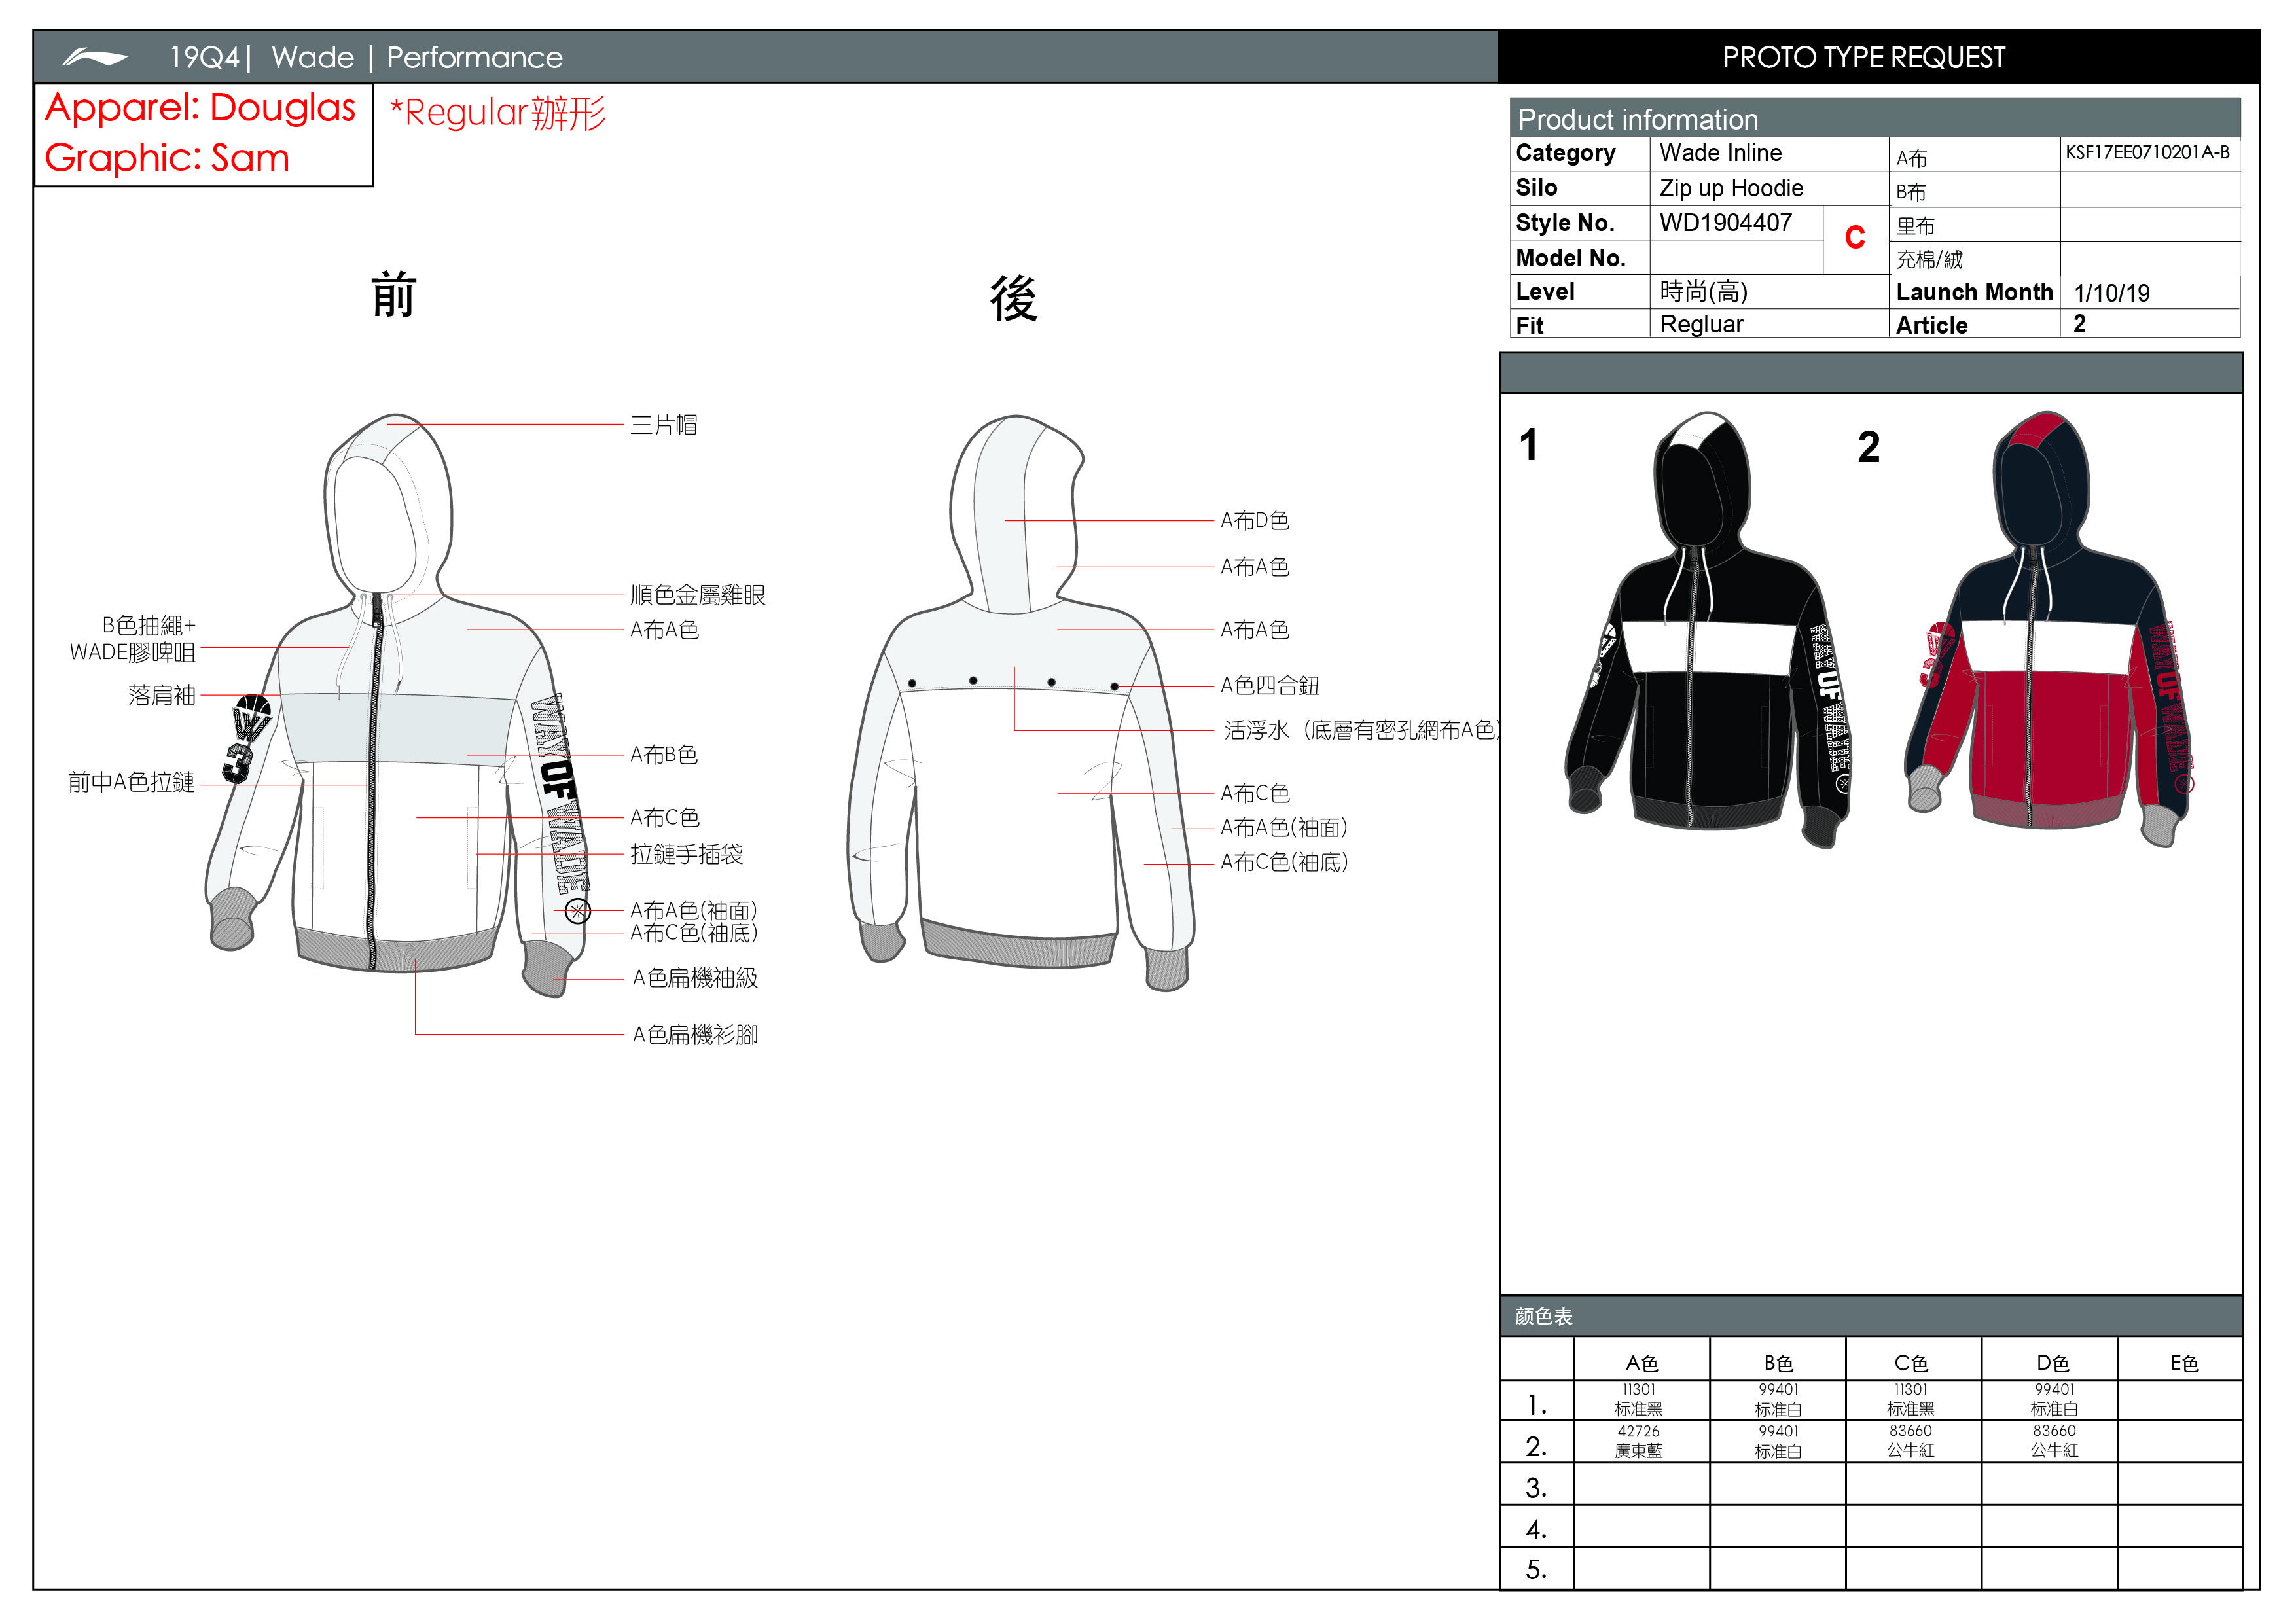 19Q4| Wade | Performance
PROTO TYPE REQUEST
Apparel: Douglas
Graphic: Sam
*Regular辦形
Product information
Category Wade Inline A布 KSF17EE0710201A-B
Silo Zip up Hoodie B布
Style No. WD1904407 C 里布
Model No. 充棉/絨
Level 時尚(高) Launch Month 1/10/19
Fit Regluar Article 2
前
後
三片帽
順色金屬雞眼
A布A色
B色抽繩+
WADE膠啤咀
落肩袖
前中A色拉鏈
A布B色
A布C色
拉鏈手插袋
A布A色(袖面)
A布C色(袖底)
A色扁機袖級
A色扁機衫腳
W
3
WAY OF WADE
A布D色
A布A色
A布A色
A色四合鈕
活浮水（底層有密孔網布A色）
A布C色
A布A色(袖面)
A布C色(袖底)
1
2
WAY OF WADE
WAY OF WADE
颜色表
A色 B色 C色 D色 E色
1. 11301 99401 11301 99401
标准黑 标准白 标准黑 标准白
2. 42726 99401 83660 83660
廣東藍 标准白 公牛紅 公牛紅
3.
4.
5.